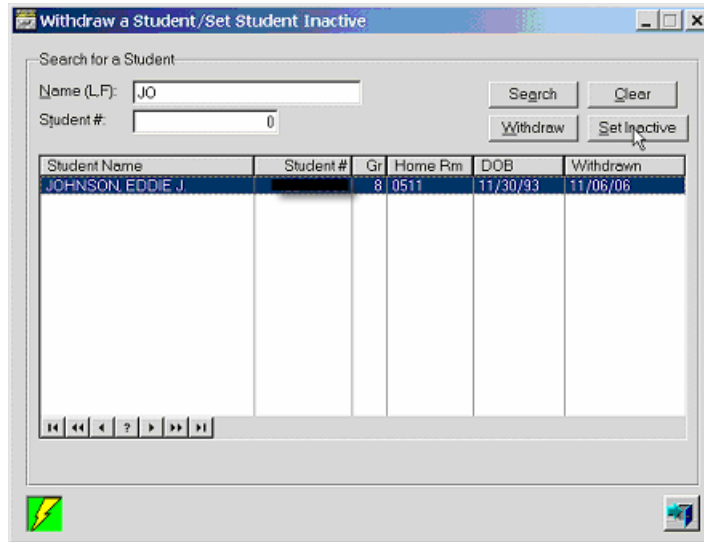 Withdraw a Student/Set Student Inactive
Search for a Student
Name (L,F): JO
Search Clear
Student #: 0
Withdraw Set Inactive
Student Name Student # Gr Home Rm DOB Withdrawn
JOHNSON, EDDIE J. 8 0511 11/30/93 11/06/06
?